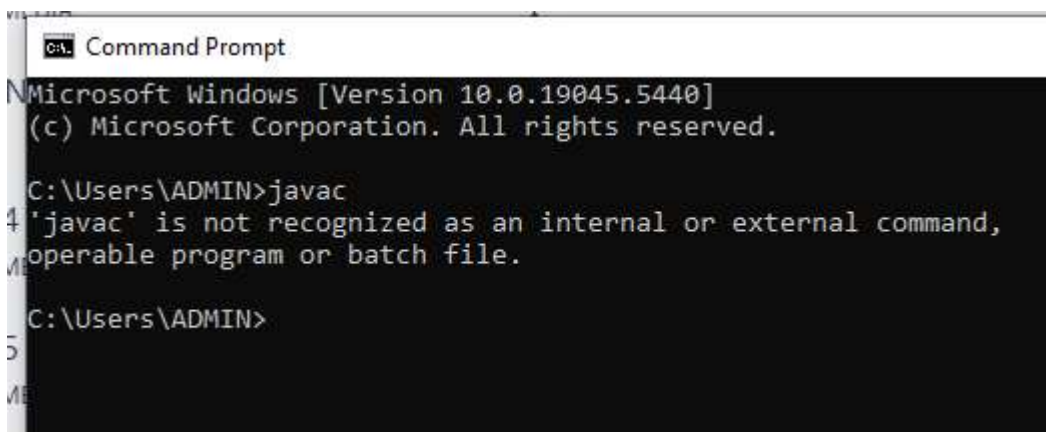 Command Prompt
Microsoft Windows [Version 10.0.19045.5440]
(c) Microsoft Corporation. All rights reserved.
C:\Users\ADMIN>javac
'javac' is not recognized as an internal or external command,
operable program or batch file.
C:\Users\ADMIN>